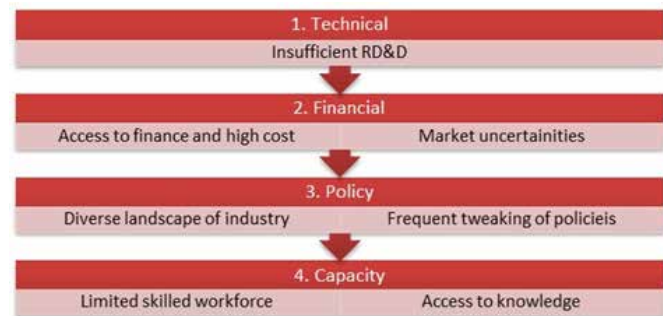 1. Technical
Insufficient RD&D
2. Financial
Access to finance and high cost Market uncertainities
3. Policy
Diverse landscape of industry Frequent tweaking of policieis
4. Capacity
Limited skilled workforce Access to knowledge